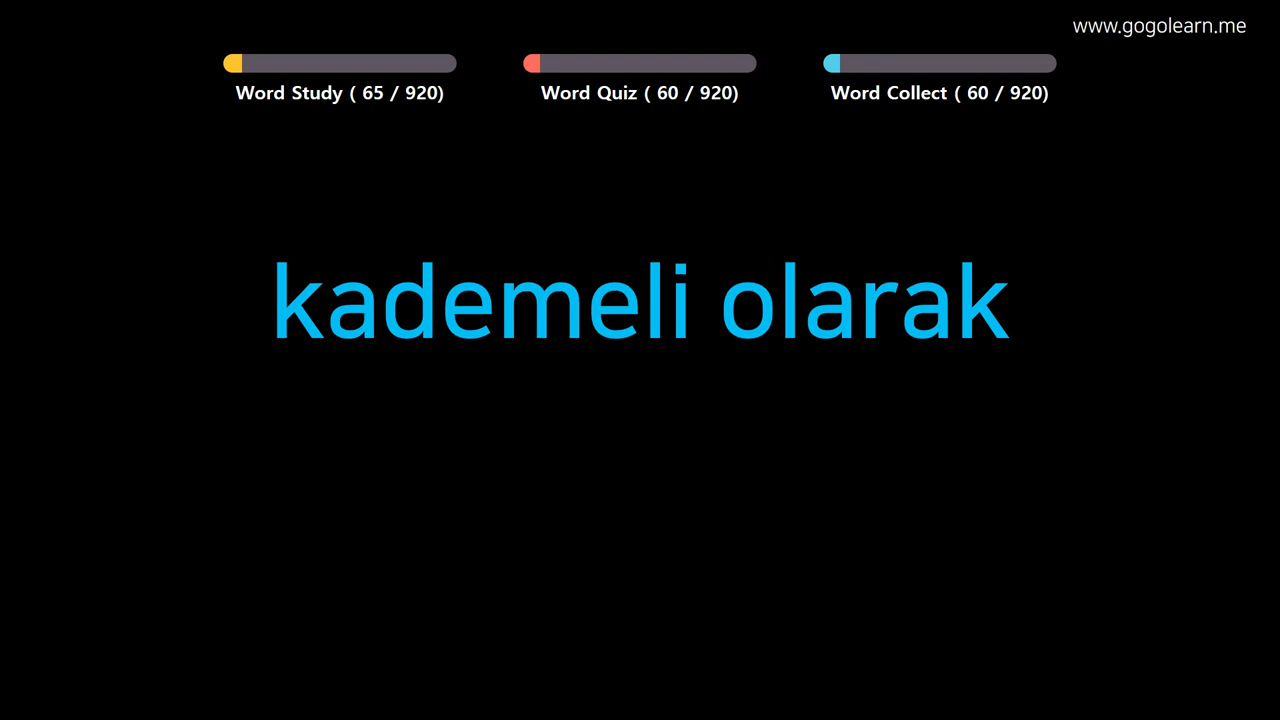 www.gogolearn.me
Word Study ( 65 / 920)
Word Quiz ( 60 / 920)
Word Collect ( 60 / 920)
kademeli olarak